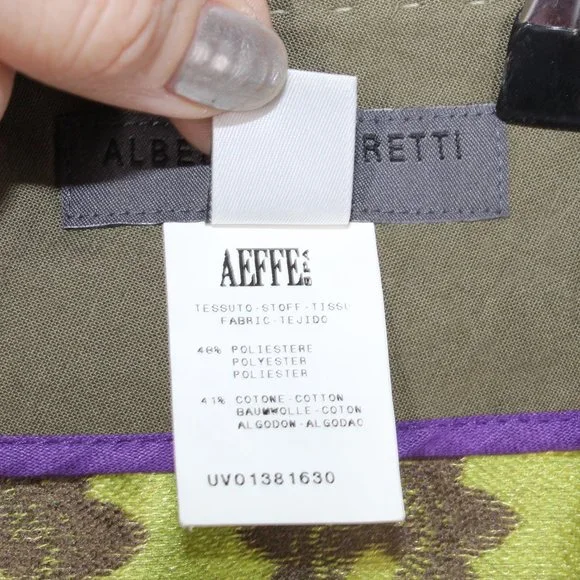 ALBE RETTI
AEFFE SPA
TESSUTO-STOFF-TISSU
FABRIC-TEJIDO
48% POLIESTERE
POLYESTER
POLIESTER
41% COTONE-COTTON
BAUMWOLLE-COTON
ALGODON-ALGODAO
UV01381630